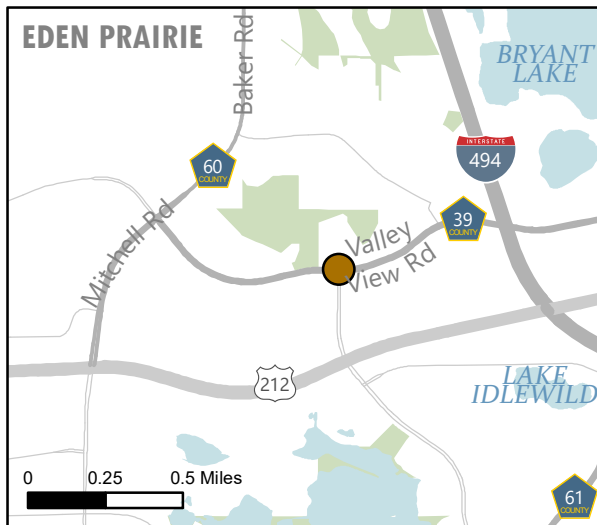 EDEN PRAIRIE
Baker Rd
BRYANT
LAKE
INTERSTATE
494
60
COUNTY
39
COUNTY
Mitchell Rd
Valley
View Rd
212
LAKE
IDLEWILD
0 0.25 0.5 Miles
61
COUNTY